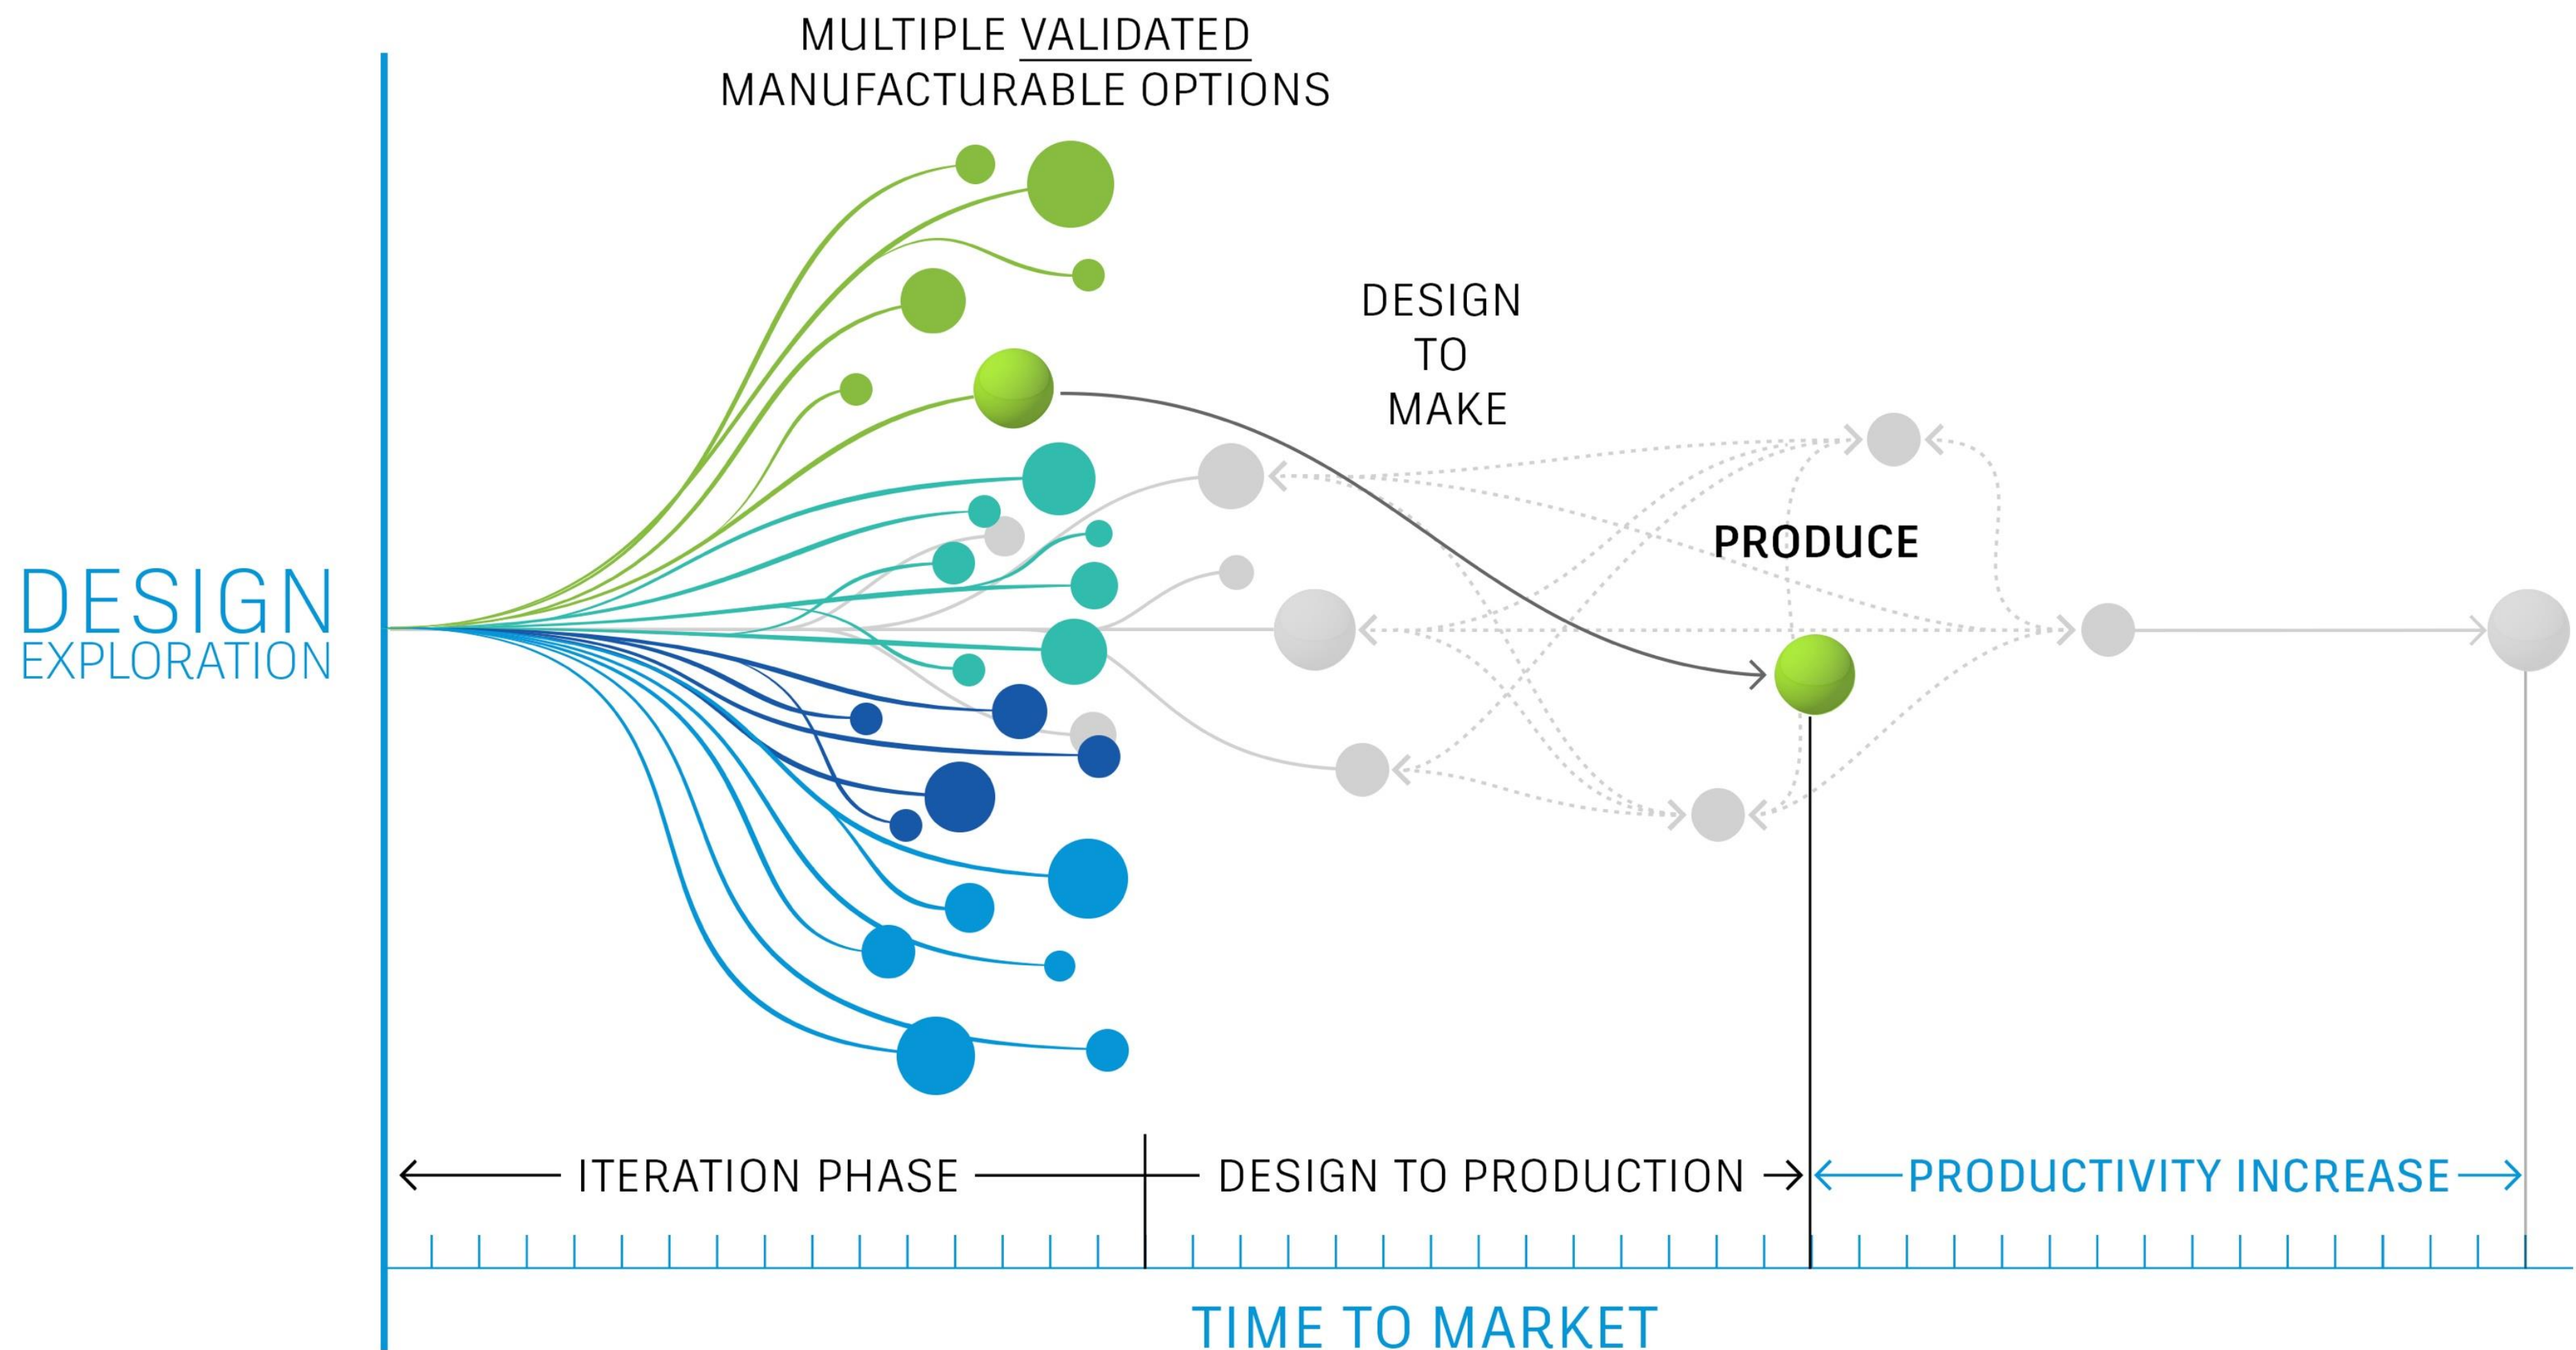 MULTIPLE VALIDATED
MANUFACTURABLE OPTIONS
DESIGN
TO
MAKE
PRODUCE
DESIGN
EXPLORATION
ITERATION PHASE
DESIGN TO PRODUCTION
PRODUCTIVITY INCREASE
TIME TO MARKET